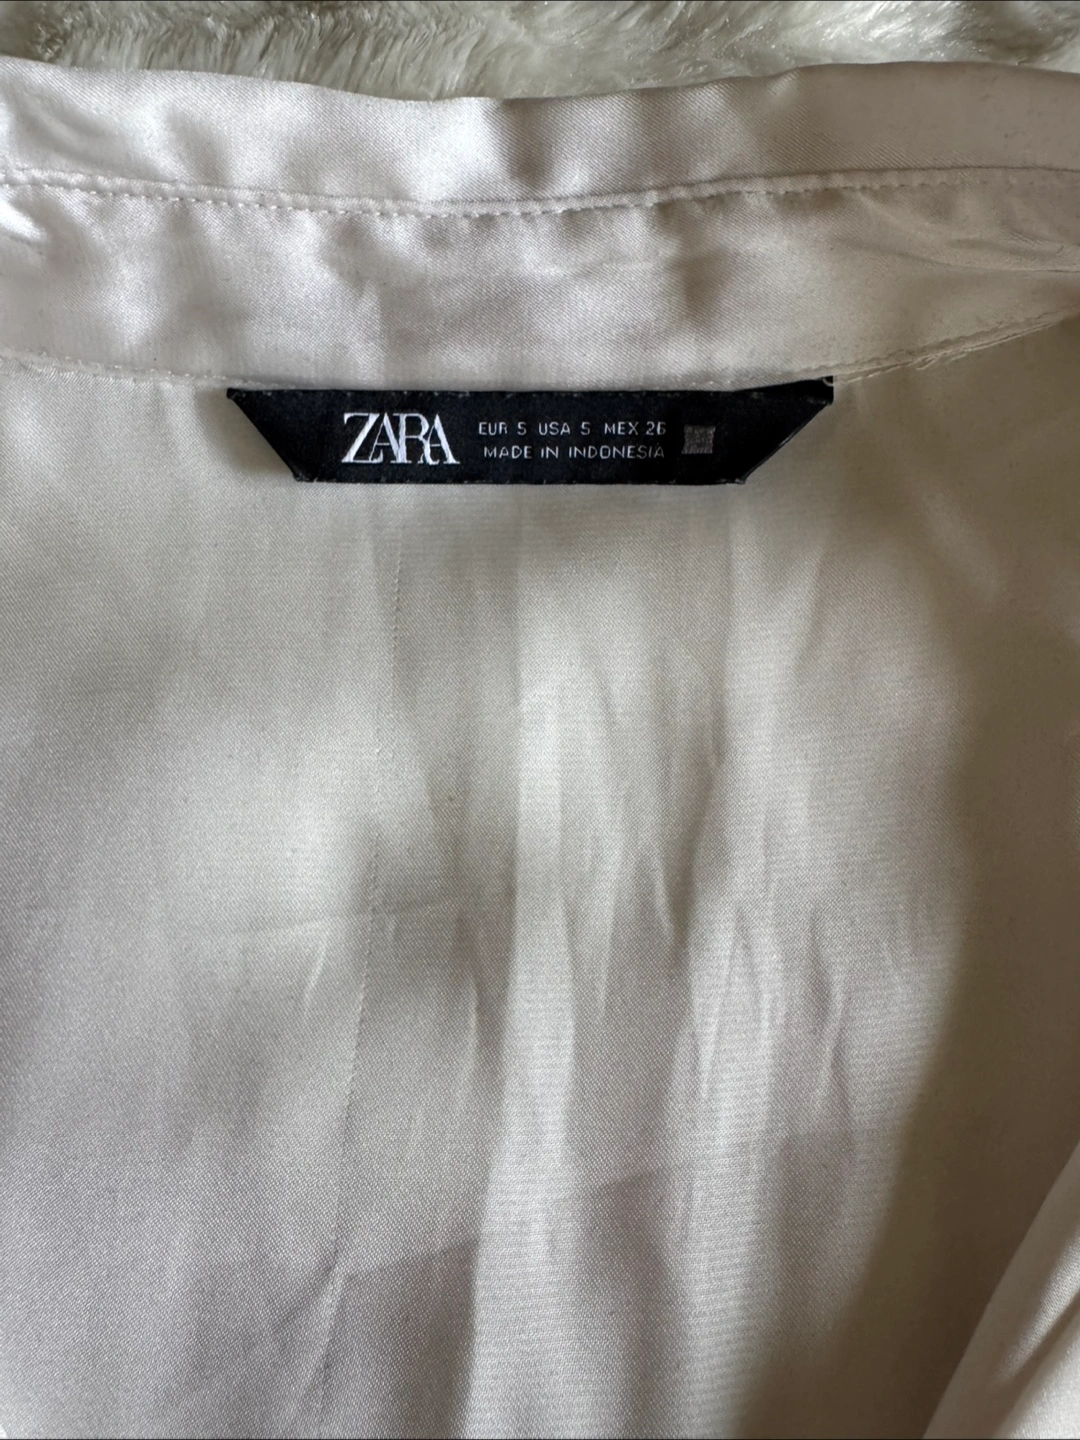 ZARA
EUR S USA S MEX 26
MADE IN INDONESIA